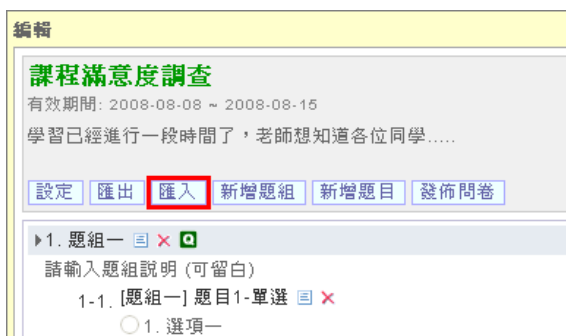 編輯
課程滿意度調查
有效期間: 2008-08-08 ~ 2008-08-15
學習已經進行一段時間了，老師想知道各位同學.....
設定 匯出 匯入 新增題組 新增題目 發佈問卷
1. 題組一
請輸入題組說明 (可留白)
1-1. [題組一] 題目1-單選
1. 選項一